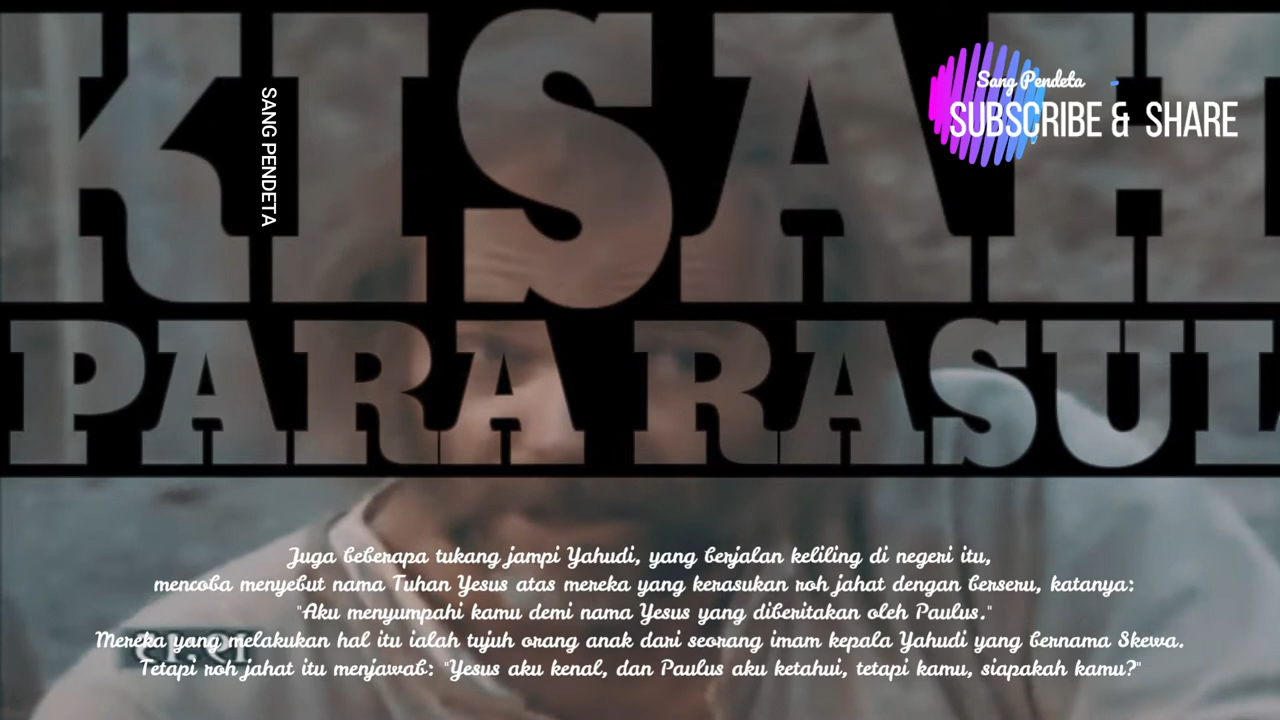 KISAH
PARA RASUL
SANG PENDETA
Sang Pendeta
SUBSCRIBE & SHARE
Juga beberapa tukang jampi Yahudi, yang berjalan keliling di negeri itu,
mencoba menyebut nama Tuhan Yesus atas mereka yang kerasukan roh jahat dengan berseru, katanya:
"Aku menyumpahi kamu demi nama Yesus yang diberitakan oleh Paulus."
Mereka yang melakukan hal itu ialah tujuh orang anak dari seorang imam kepala Yahudi yang bernama Skewa.
Tetapi roh jahat itu menjawab: "Yesus aku kenal, dan Paulus aku ketahui, tetapi kamu, siapakah kamu?"